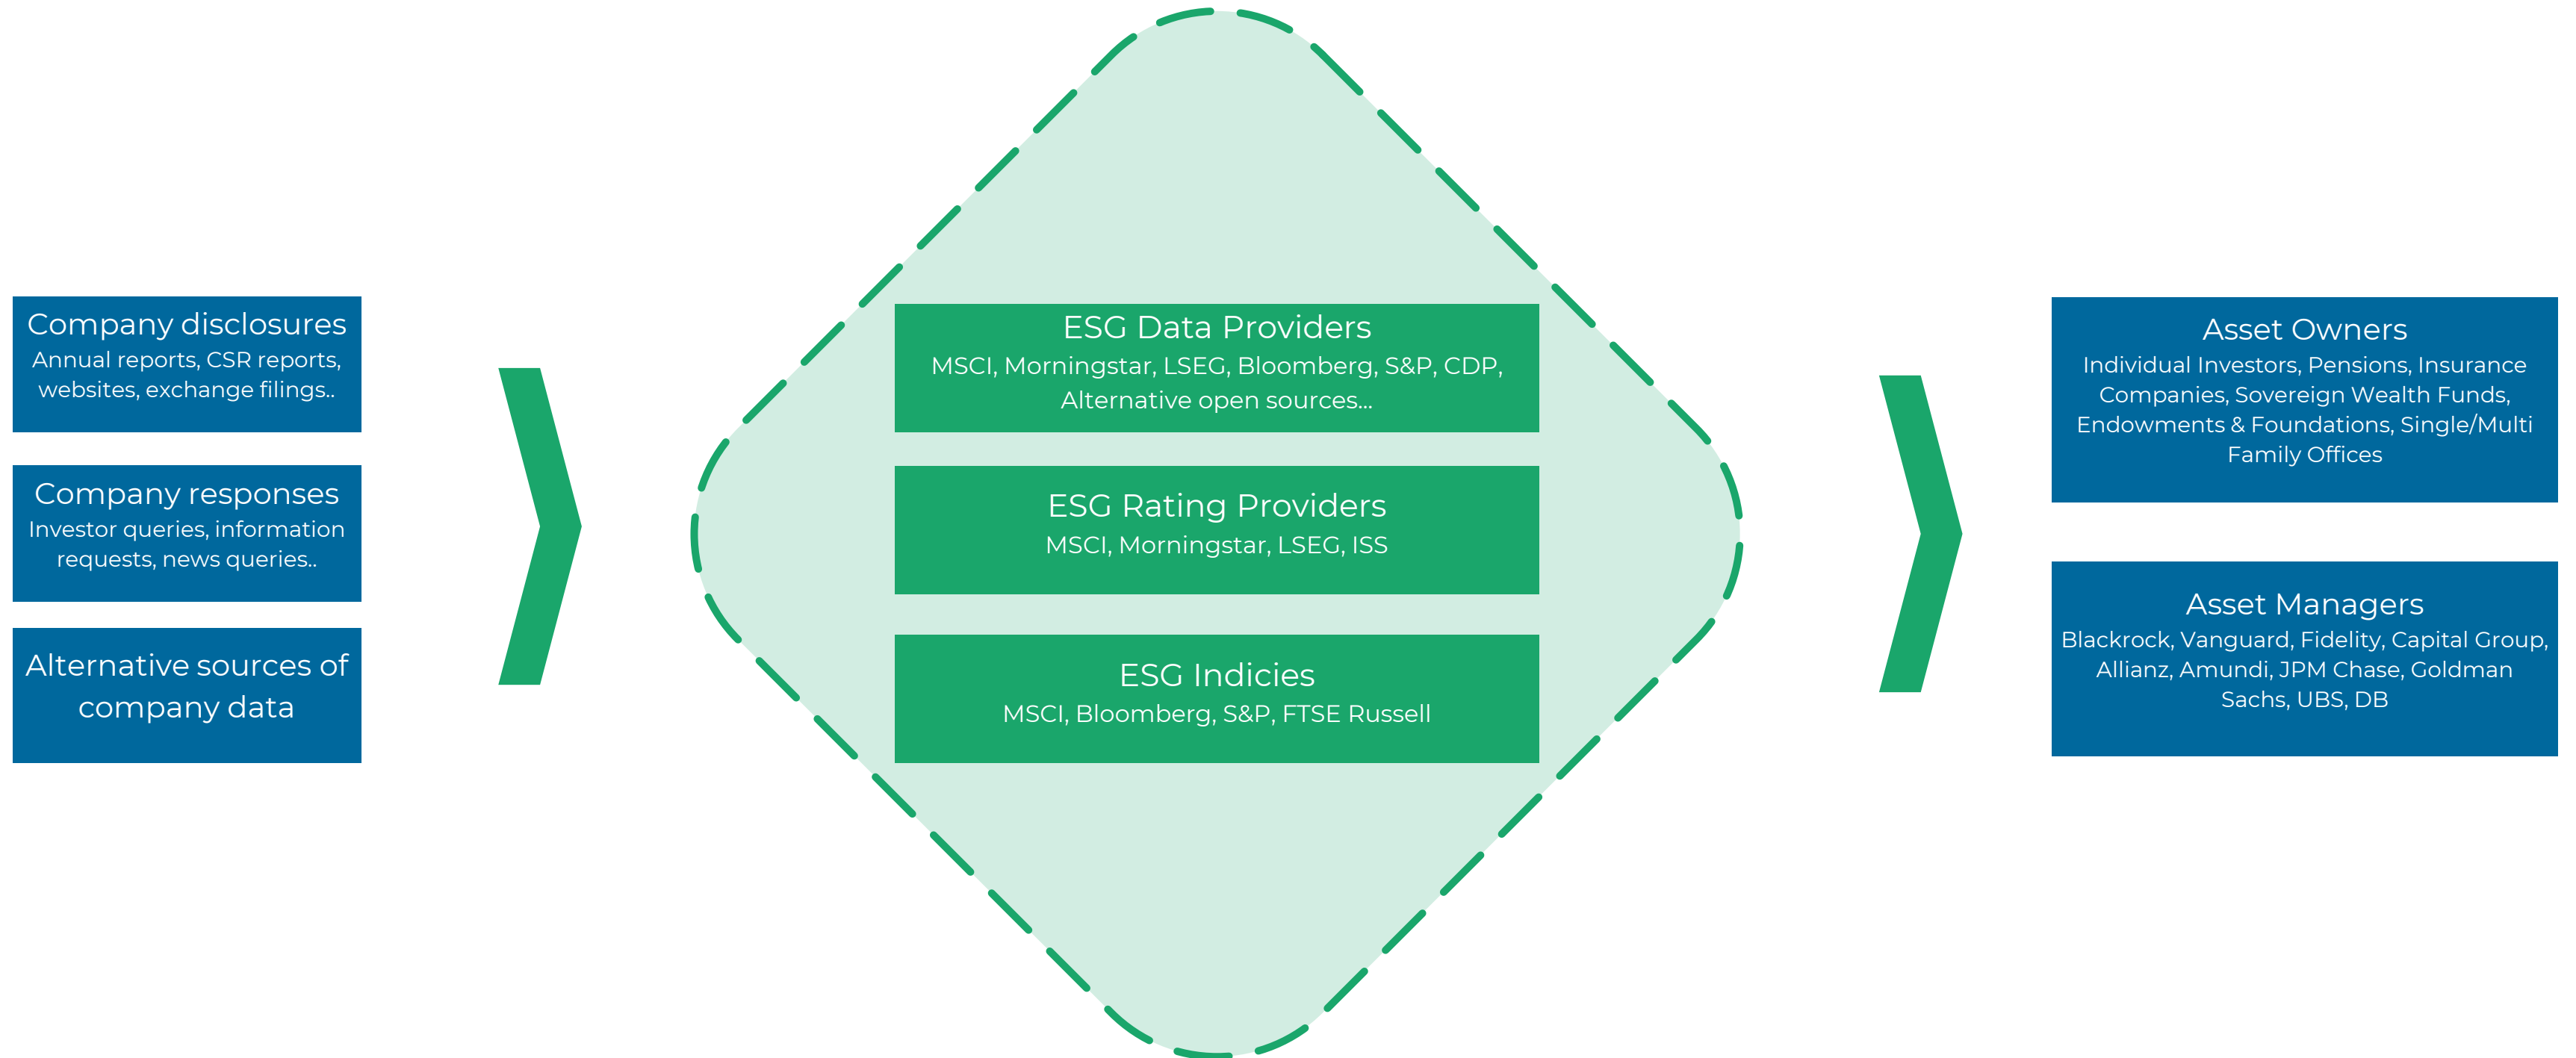 Company disclosures
Annual reports, CSR reports,
websites, exchange filings..
Company responses
Investor queries, information
requests, news queries..
Alternative sources of
company data
ESG Data Providers
MSCI, Morningstar, LSEG, Bloomberg, S&P, CDP,
Alternative open sources...
ESG Rating Providers
MSCI, Morningstar, LSEG, ISS
ESG Indicies
MSCI, Bloomberg, S&P, FTSE Russell
Asset Owners
Individual Investors, Pensions, Insurance
Companies, Sovereign Wealth Funds,
Endowments & Foundations, Single/Multi
Family Offices
Asset Managers
Blackrock, Vanguard, Fidelity, Capital Group,
Allianz, Amundi, JPM Chase, Goldman
Sachs, UBS, DB